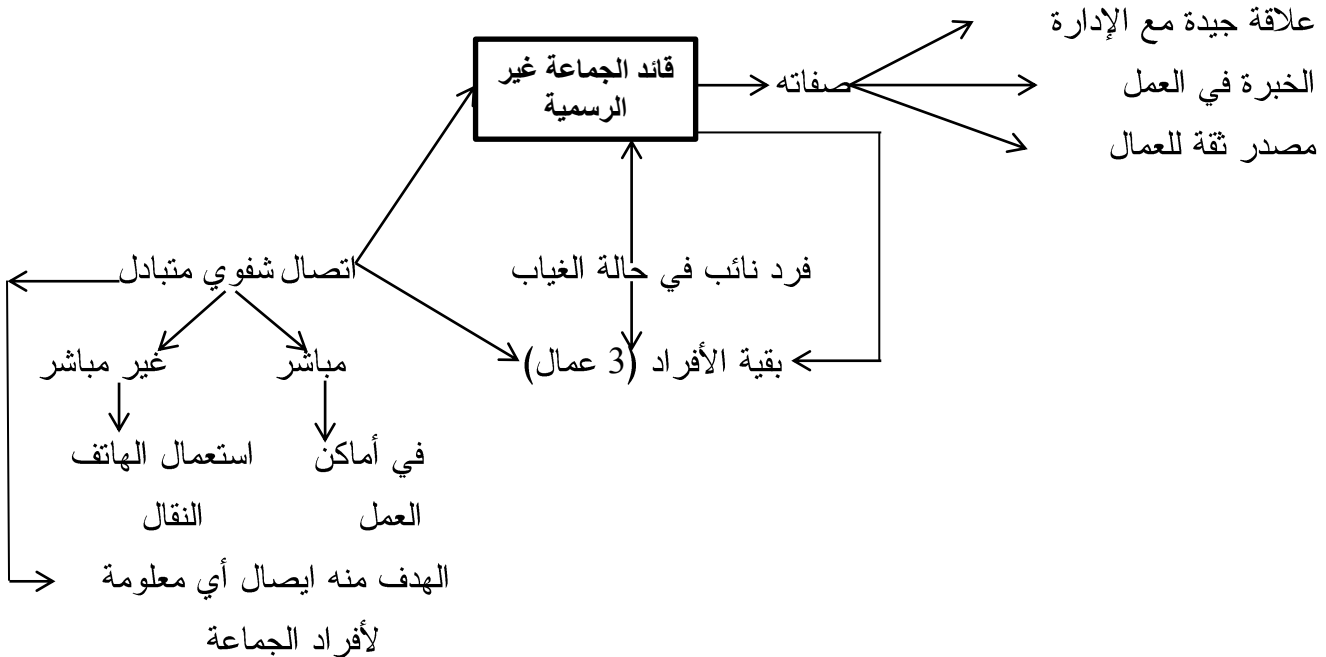 علاقة جيدة مع الإدارة
قائد الجماعة غير
الرسمية
صفاته
الخبرة في العمل
مصدر ثقة للعمال
فرد نائب في حالة الغياب
اتصال شفوي متبادل
بقية الأفراد (3 عمال)
مباشر
غير مباشر
في أماكن
العمل
استعمال الهاتف
النقال
الهدف منه ايصال أي معلومة
لأفراد الجماعة